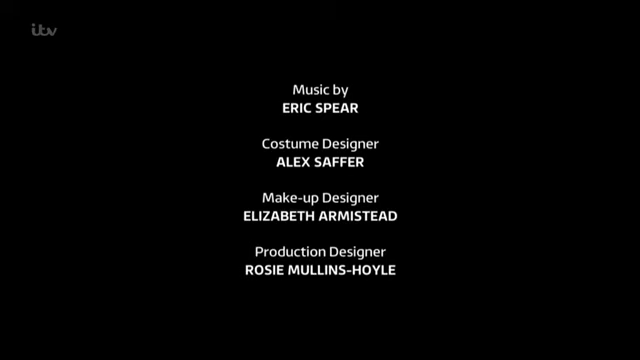 itv
Music by
ERIC SPEAR
Costume Designer
ALEX SAFFER
Make-up Designer
ELIZABETH ARMISTEAD
Production Designer
ROSIE MULLINS-HOYLE